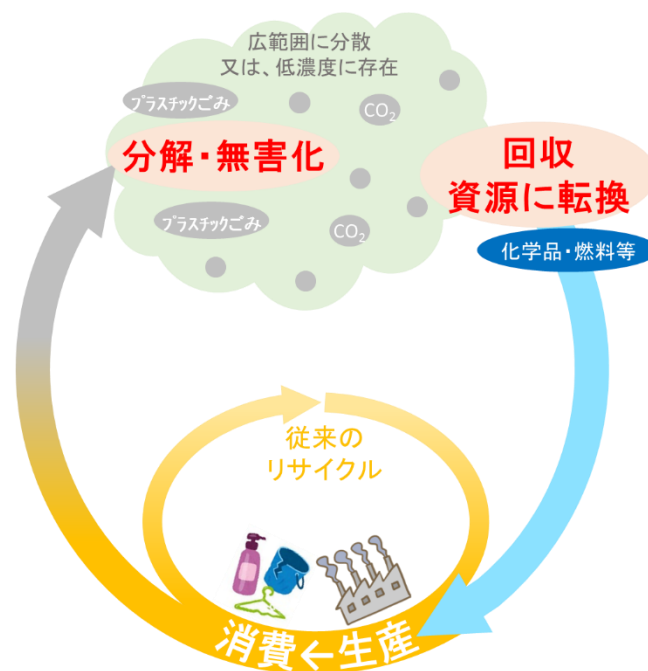 広範囲に分散
又は、低濃度に存在
プラスチックごみ
CO₂
分解・無害化
回収
資源に転換
プラスチックごみ
CO₂
化学品・燃料等
従来の
リサイクル
消費←生産